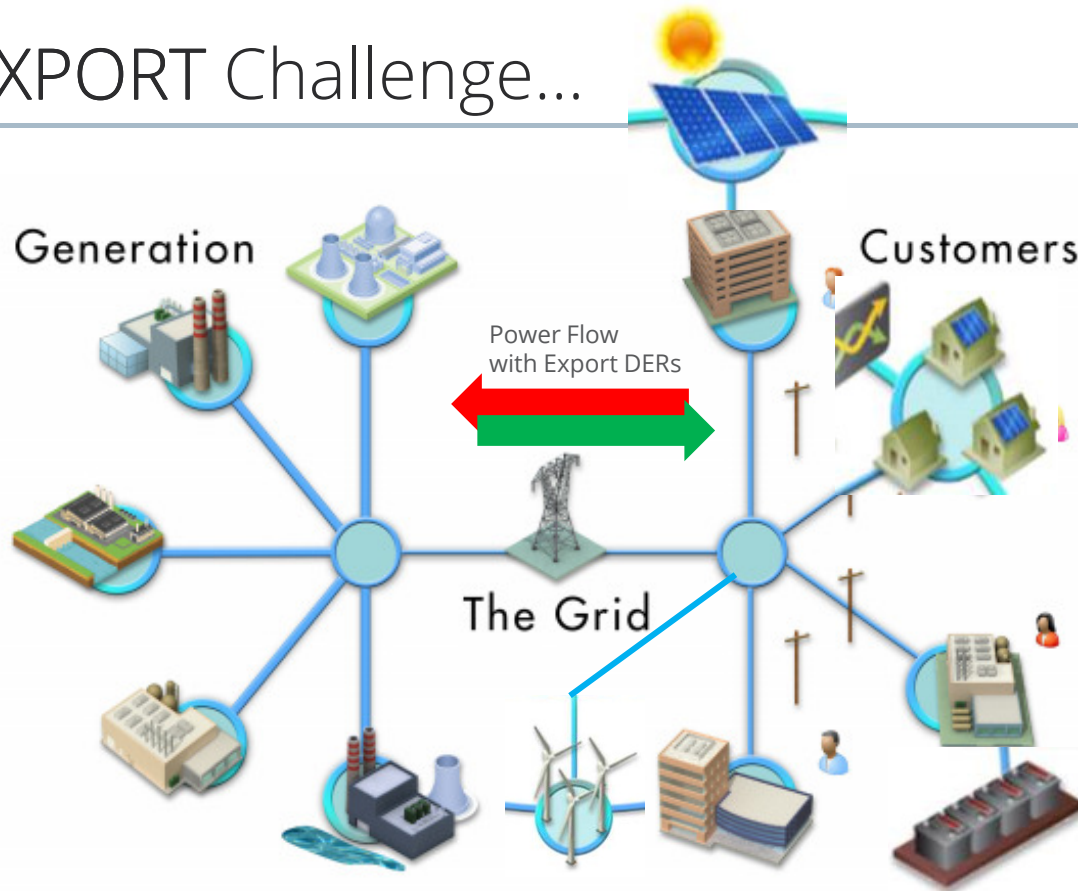 XPORT Challenge...
Generation
Customers
Power Flow
with Export DERs
The Grid